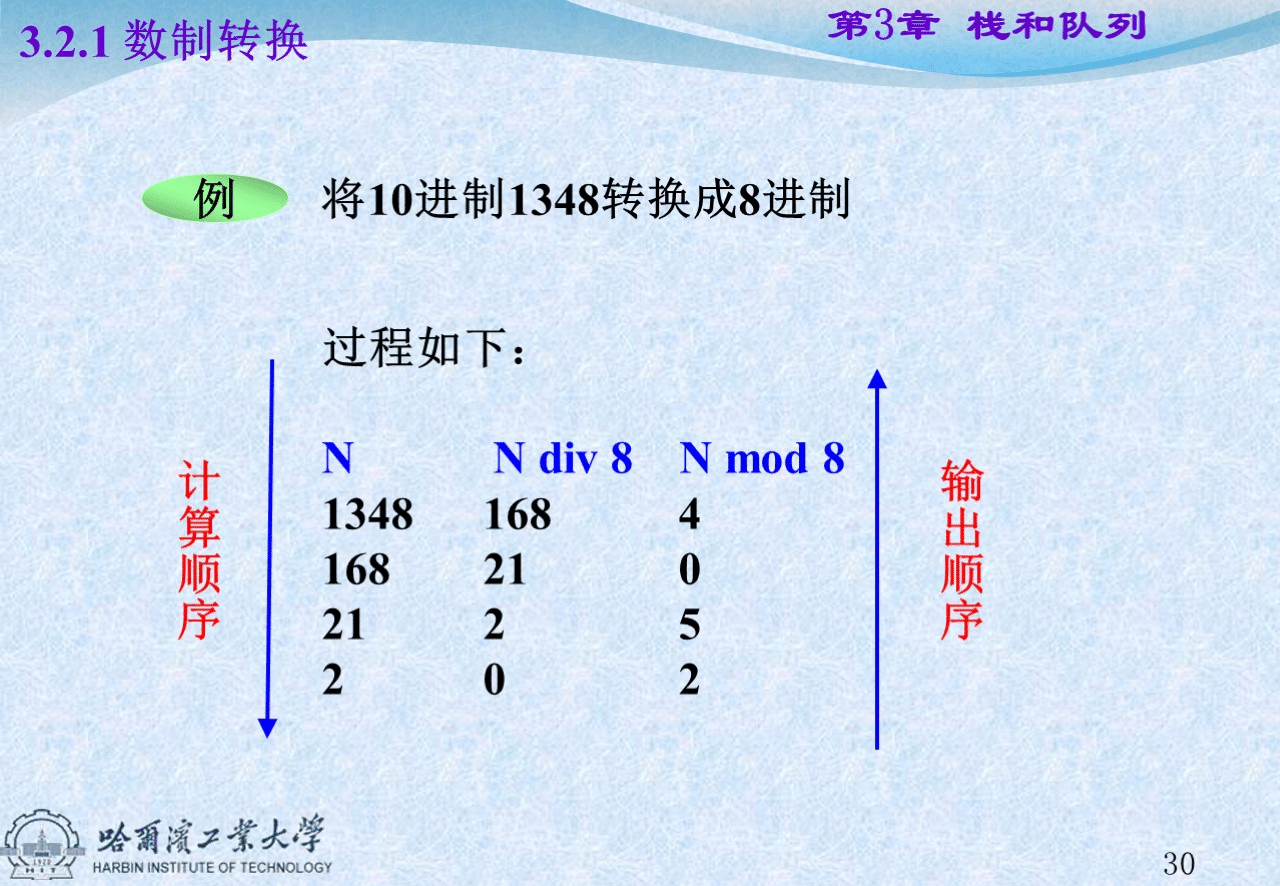 3.2.1 数制转换
第3章 栈和队列
例
将10进制1348转换成8进制
过程如下：
计算顺序
N N div 8 N mod 8
1348 168 4
168 21 0
21 2 5
2 0 2
输出顺序
1920
HIT
哈爾濱工業大學
HARBIN INSTITUTE OF TECHNOLOGY
30